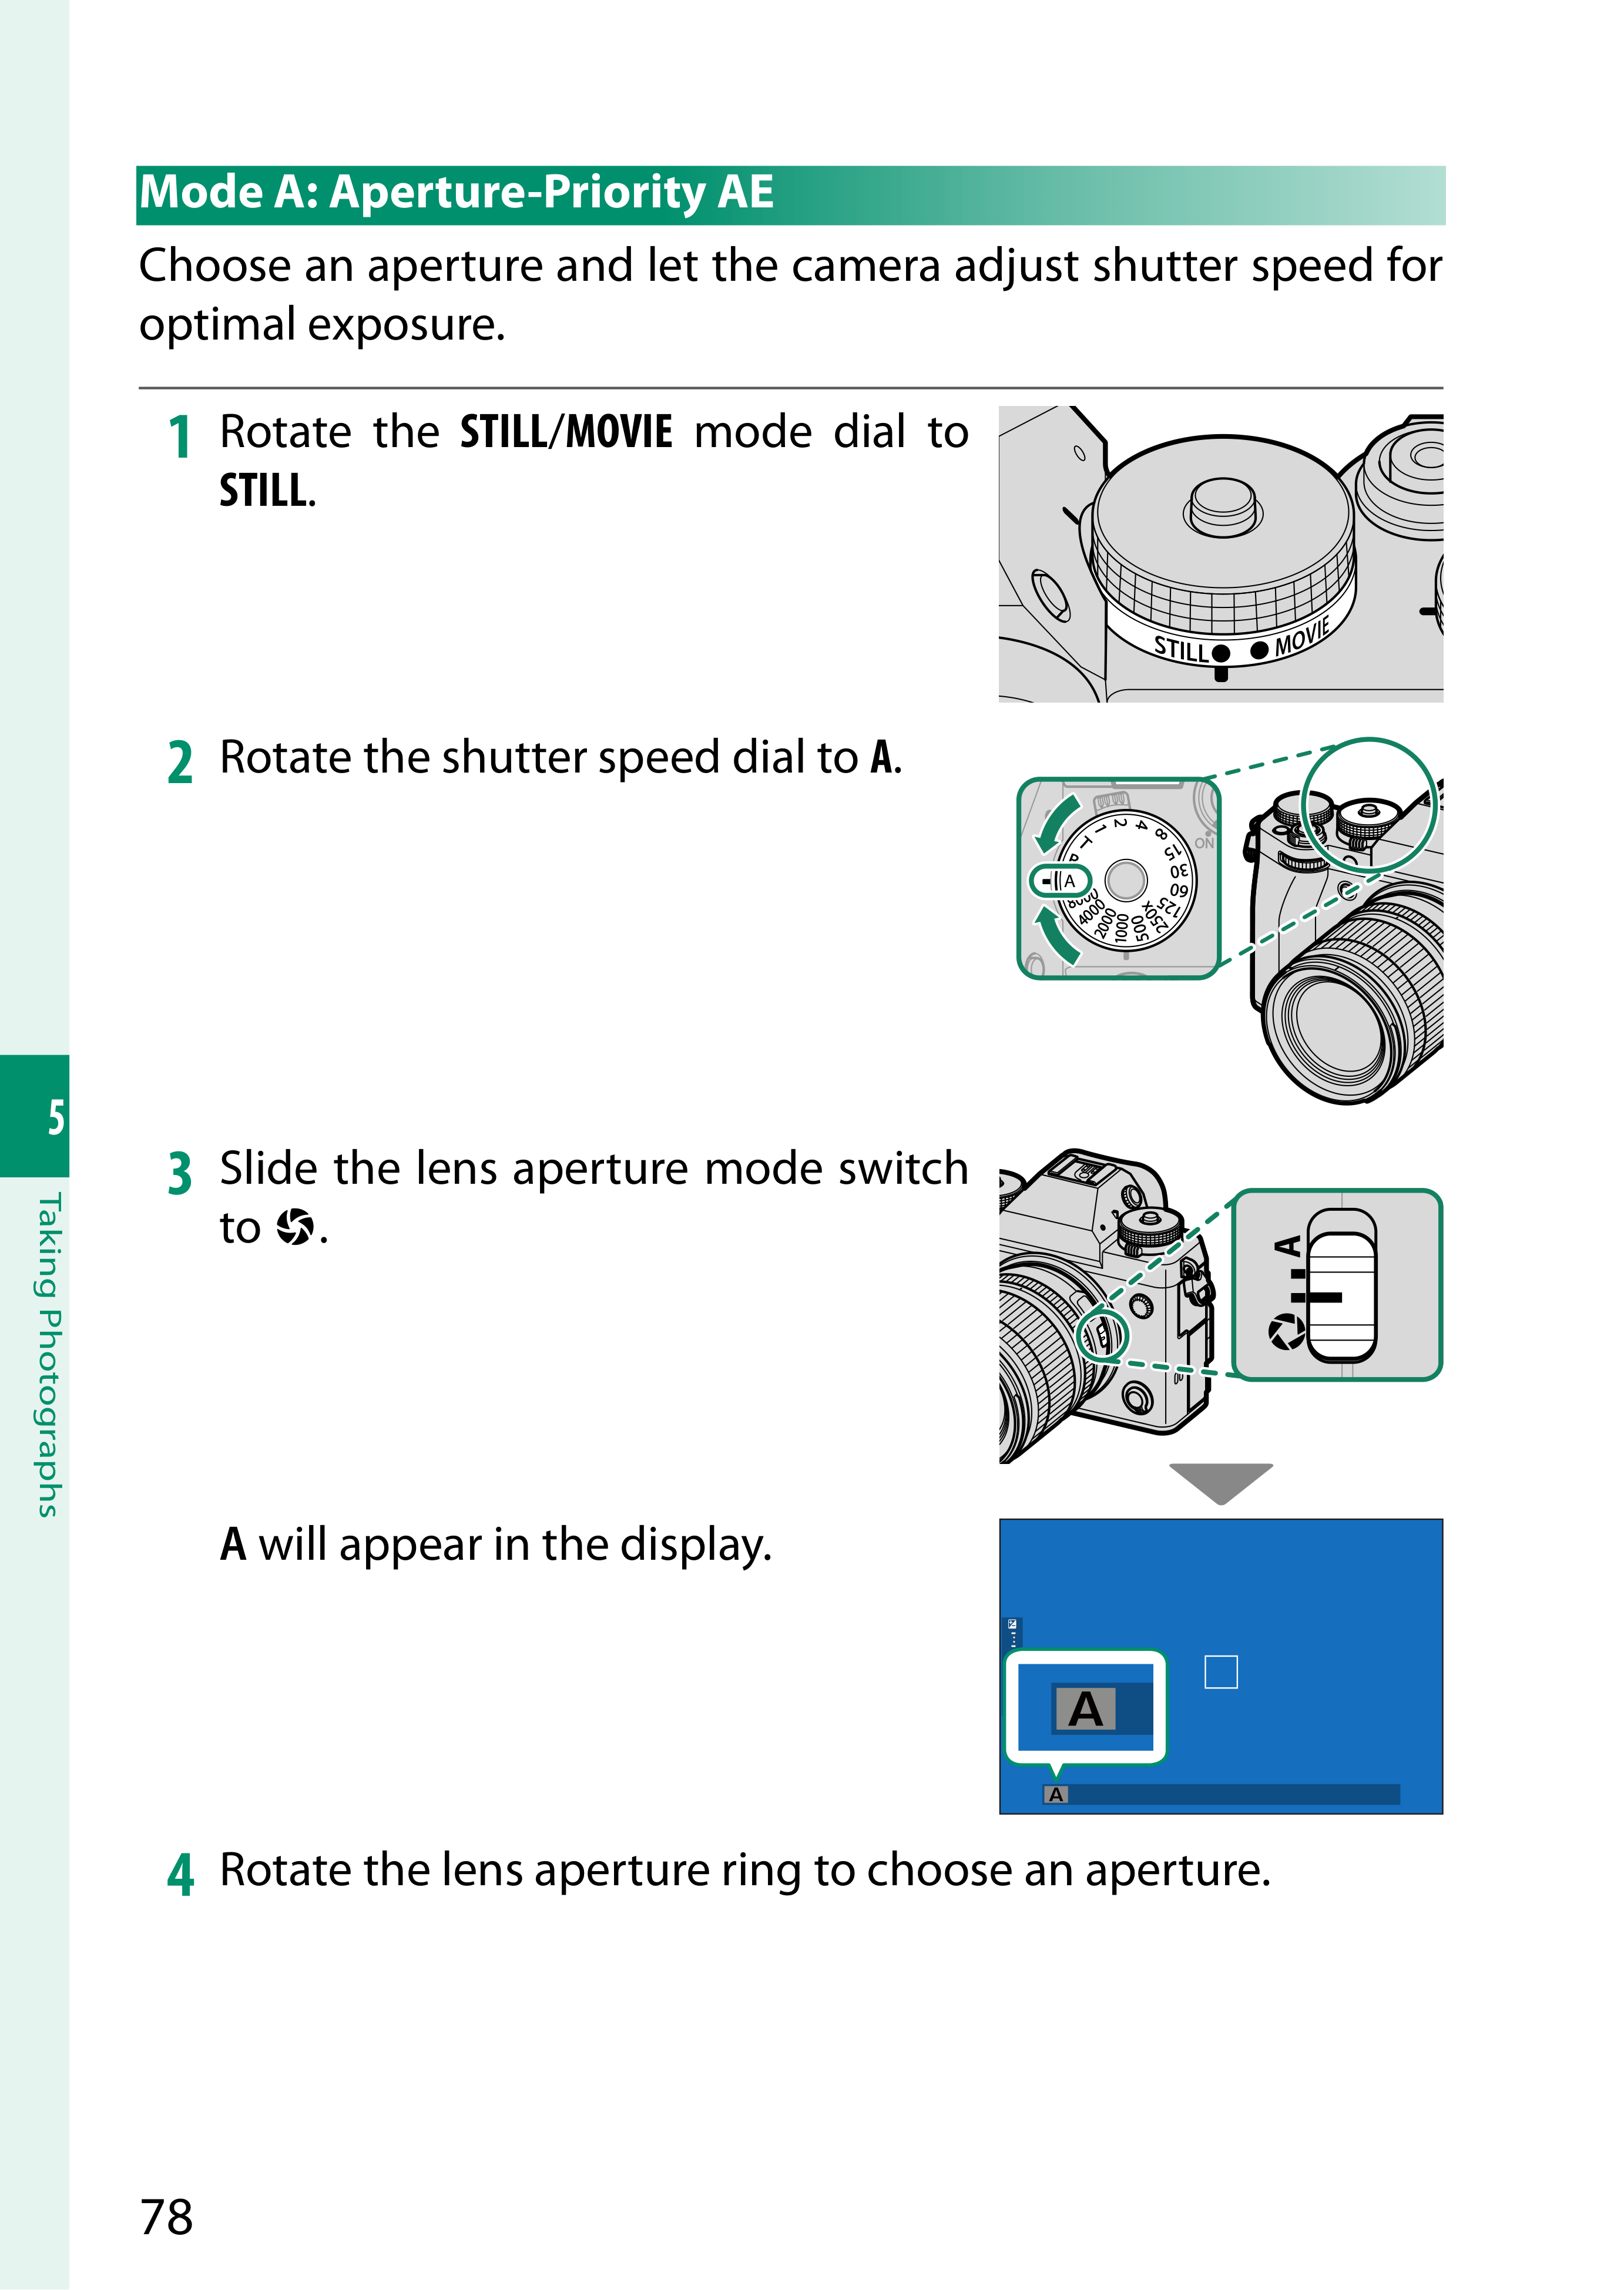 Mode A: Aperture-Priority AE
Choose an aperture and let the camera adjust shutter speed for
optimal exposure.
1 Rotate the STILL/MOVIE mode dial to
STILL.
STILL MOVIE
2 Rotate the shutter speed dial to A.
A
T
1
2
4
8
15
30
60
125
250X
500
1000
2000
4000
8000
ON
3 Slide the lens aperture mode switch
to .
A
A will appear in the display.
A
A
4 Rotate the lens aperture ring to choose an aperture.
5
Taking Photographs
78